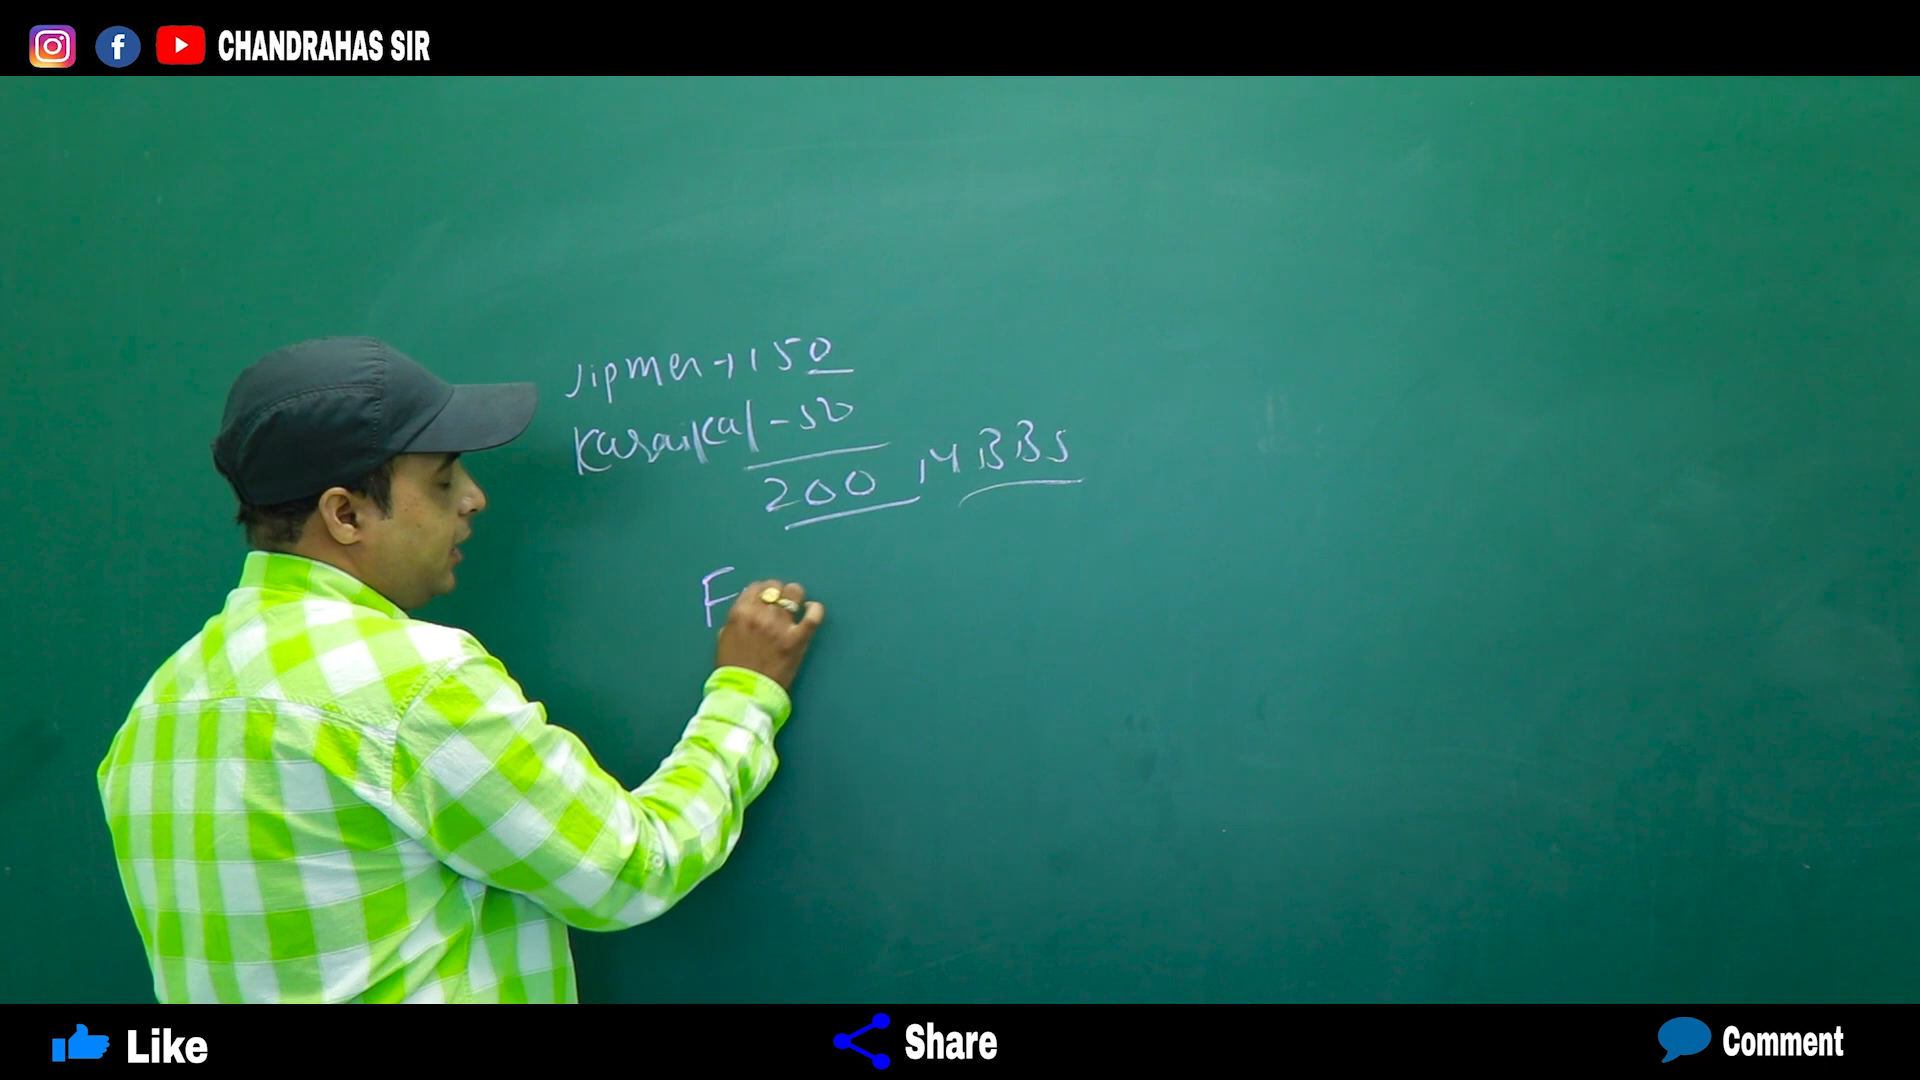 CHANDRAHAS SIR
Jipmer → 150
Karaikal - 50
200 MBBS
F
Like
Share
Comment